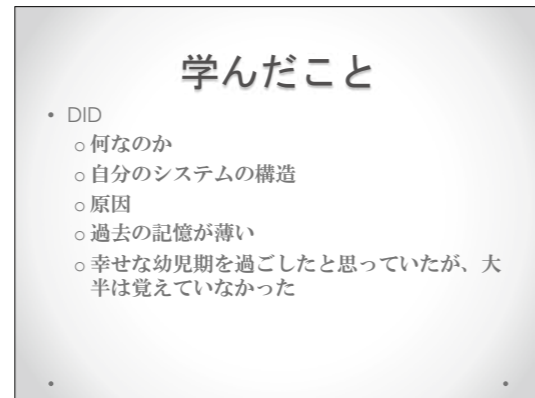 学んだこと
• DID
o 何なのか
o 自分のシステムの構造
o 原因
o 過去の記憶が薄い
o 幸せな幼児期を過ごしたと思っていたが、大
半は覚えていなかった